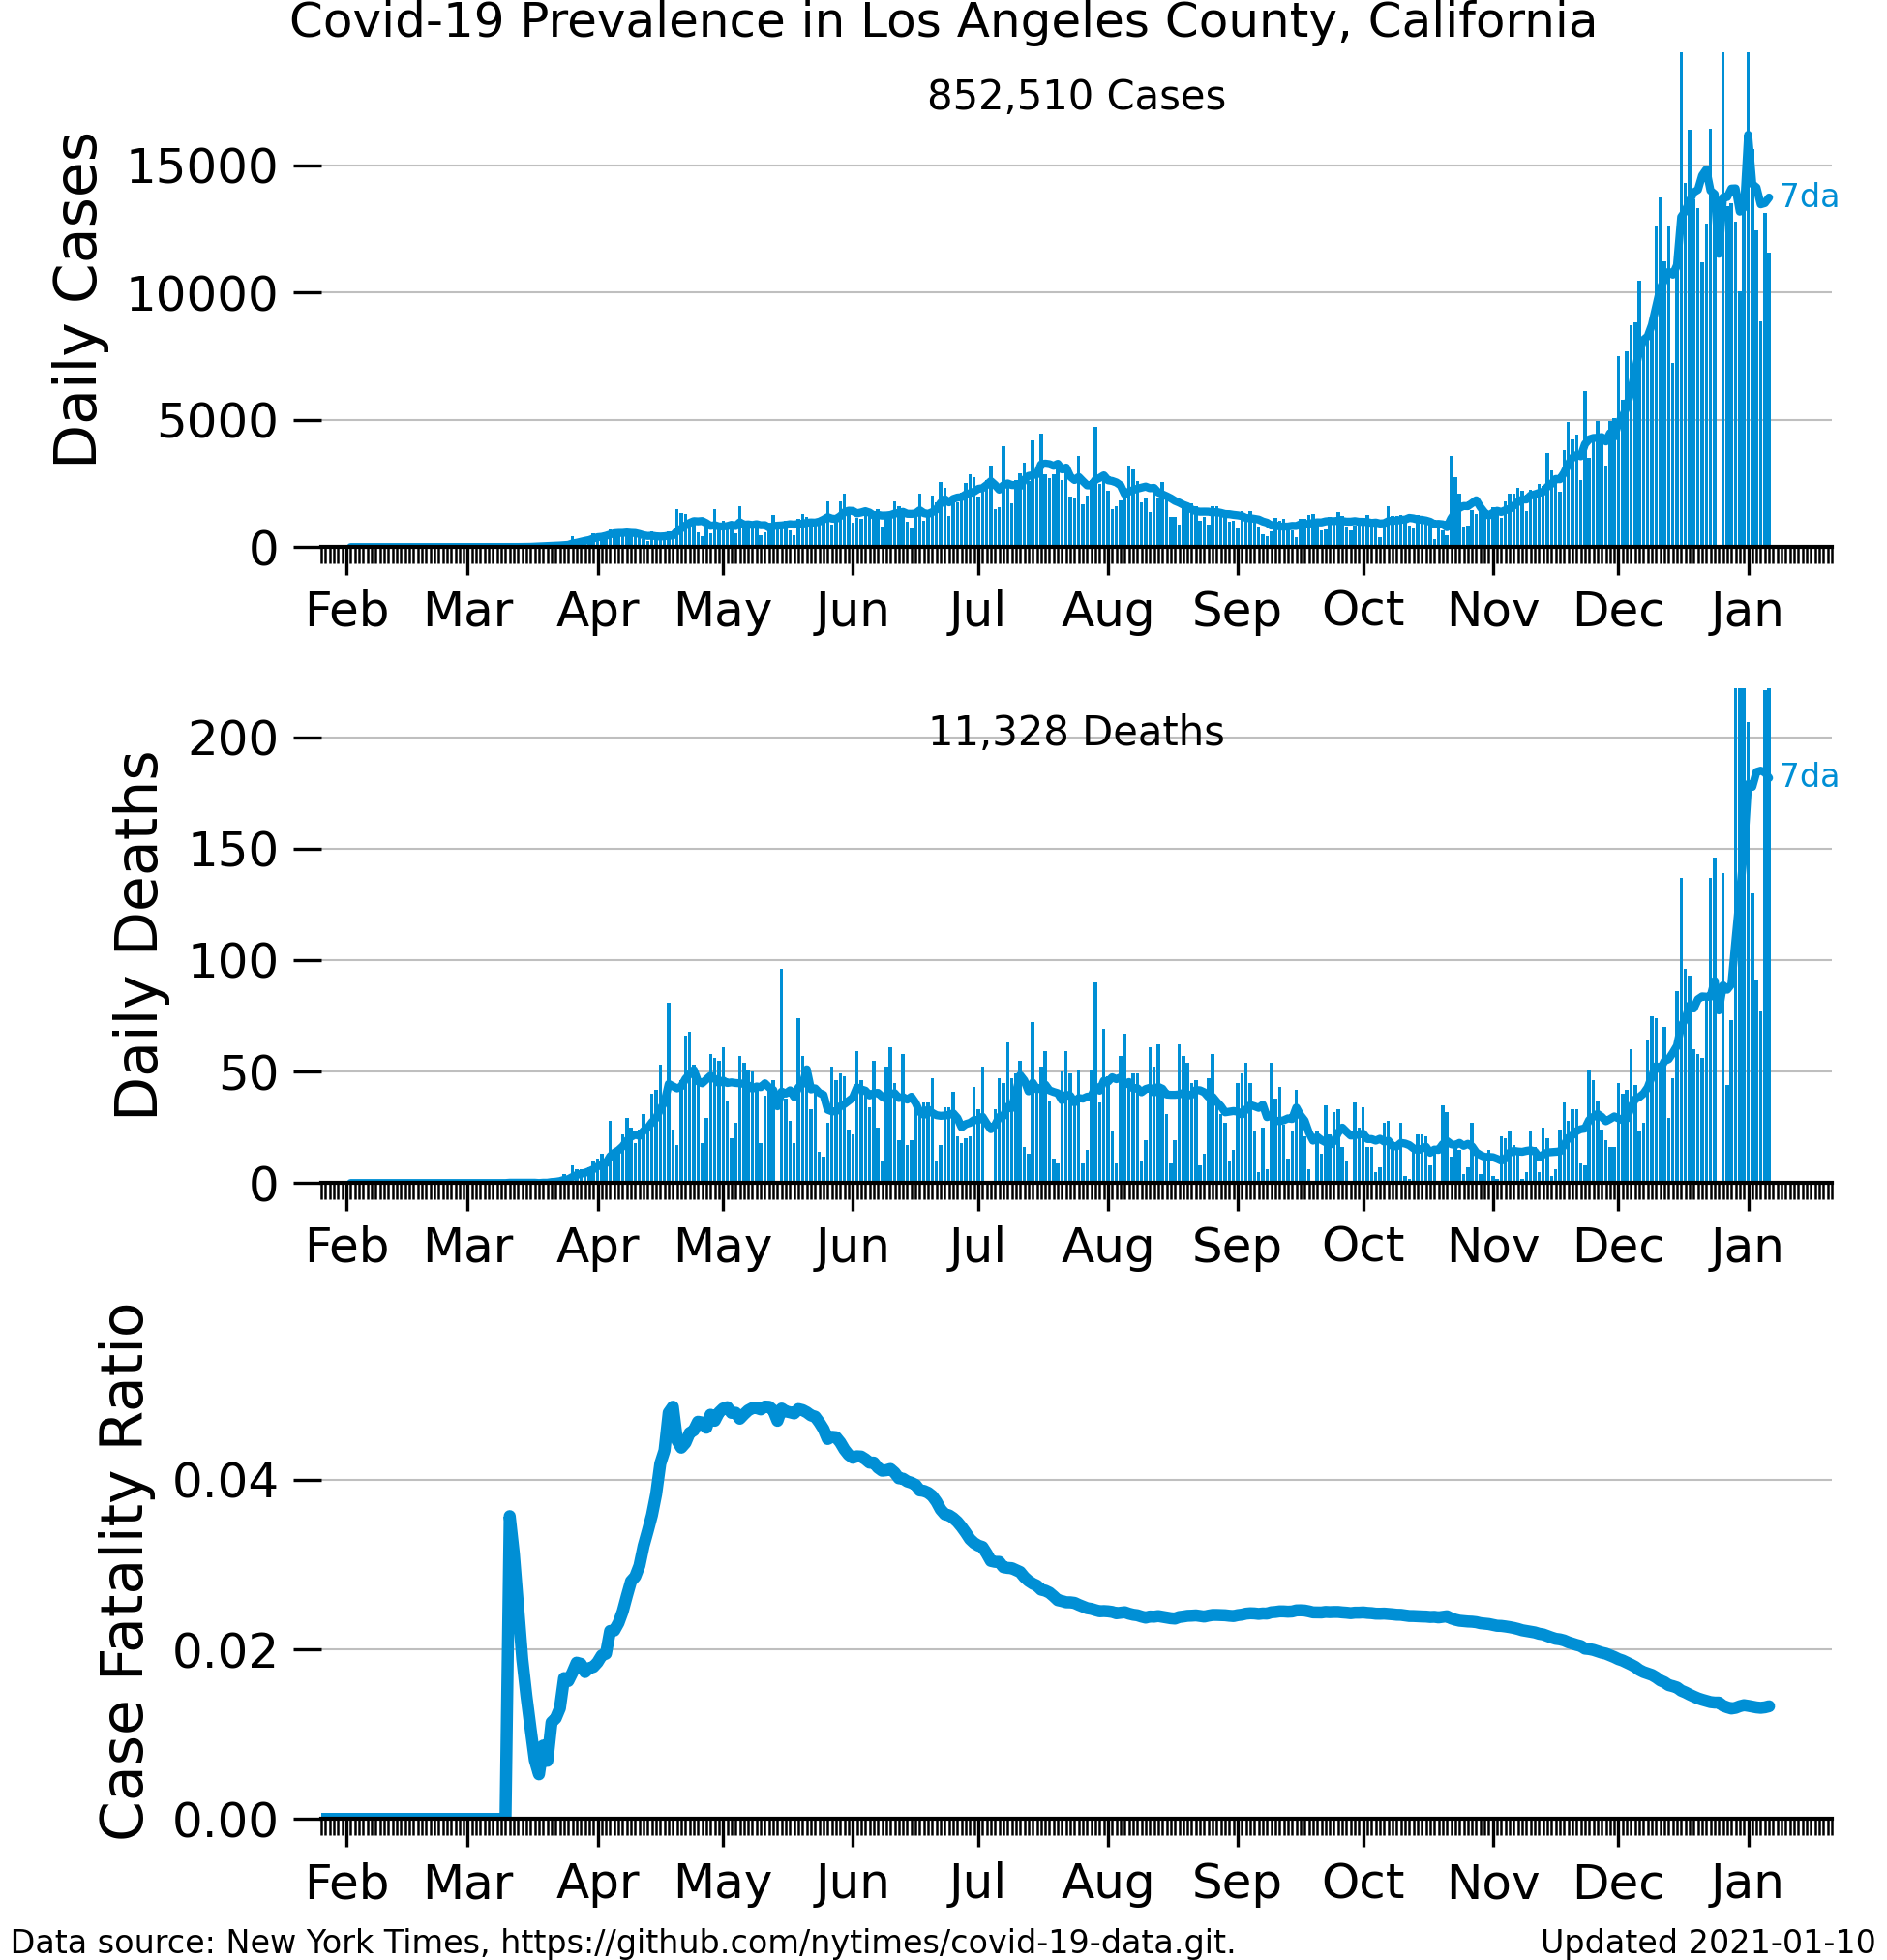 Covid-19 Prevalence in Los Angeles County, California
852,510 Cases
Daily Cases
15000
10000
5000
0
7da
Feb Mar Apr May Jun Jul Aug Sep Oct Nov Dec Jan
11,328 Deaths
Daily Deaths
200
150
100
50
0
7da
Feb Mar Apr May Jun Jul Aug Sep Oct Nov Dec Jan
Case Fatality Ratio
0.04
0.02
0.00
Feb Mar Apr May Jun Jul Aug Sep Oct Nov Dec Jan
Data source: New York Times, https://github.com/nytimes/covid-19-data.git.
Updated 2021-01-10